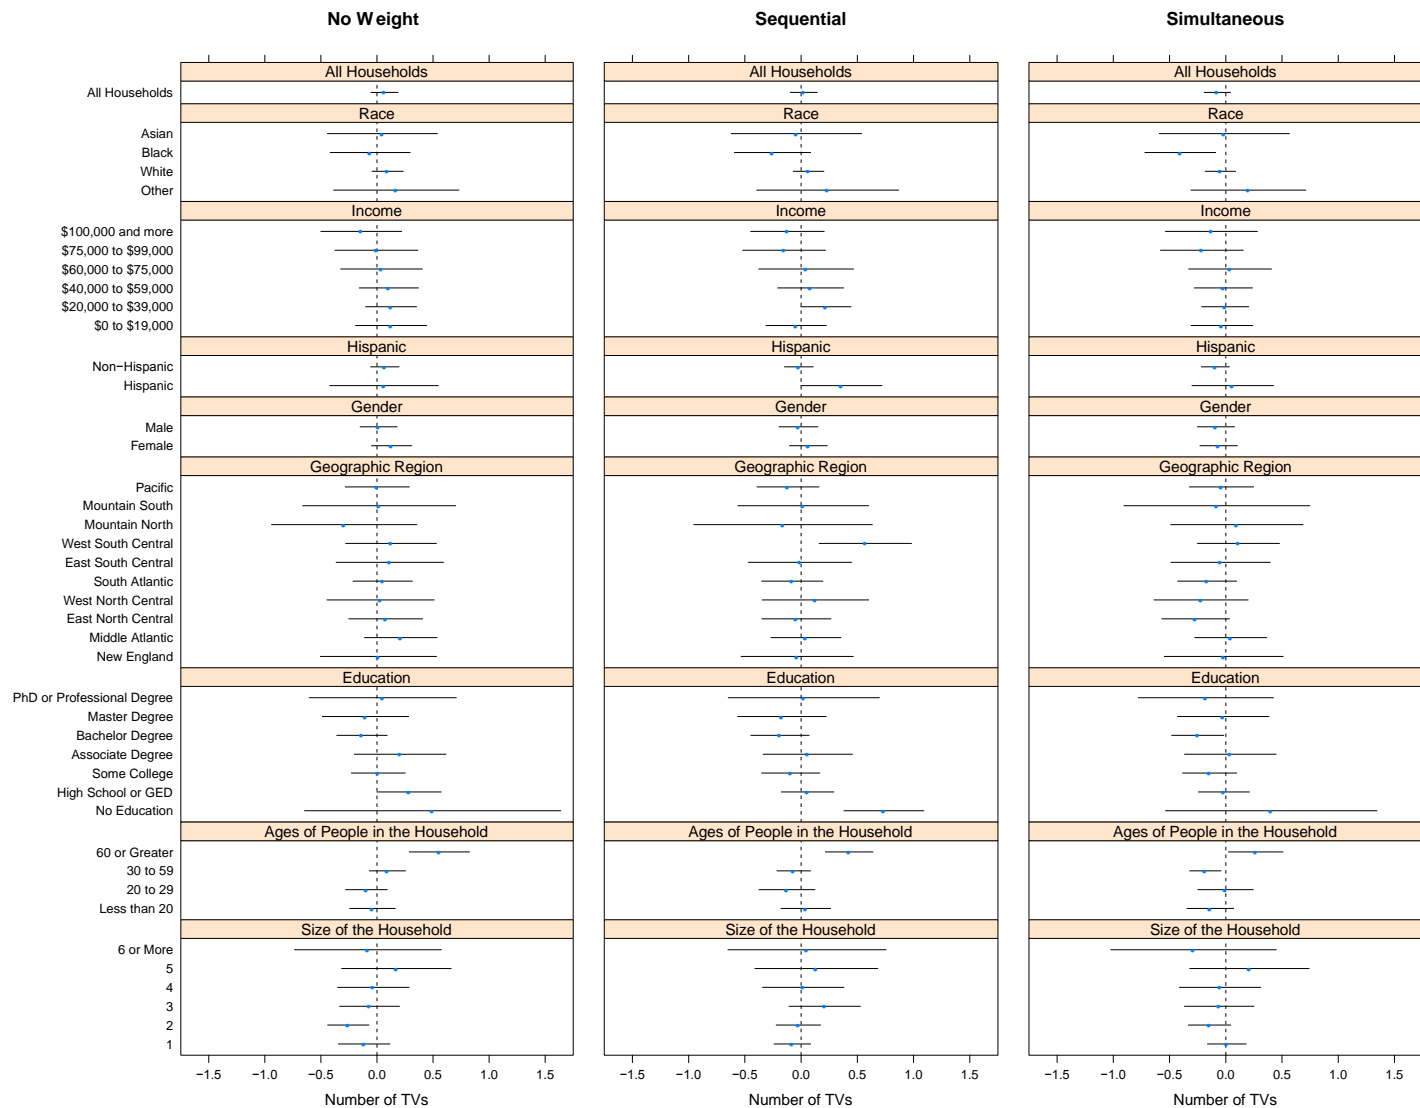 No Weight Sequential Simultaneous
All Households All Households All Households
All Households
Race Race Race
Asian
Black
White
Other
Income Income Income
$100,000 and more
$75,000 to $99,000
$60,000 to $75,000
$40,000 to $59,000
$20,000 to $39,000
$0 to $19,000
Hispanic Hispanic Hispanic
Non−Hispanic
Hispanic
Gender Gender Gender
Male
Female
Geographic Region Geographic Region Geographic Region
Pacific
Mountain South
Mountain North
West South Central
East South Central
South Atlantic
West North Central
East North Central
Middle Atlantic
New England
Education Education Education
PhD or Professional Degree
Master Degree
Bachelor Degree
Associate Degree
Some College
High School or GED
No Education
Ages of People in the Household Ages of People in the Household Ages of People in the Household
60 or Greater
30 to 59
20 to 29
Less than 20
Size of the Household Size of the Household Size of the Household
6 or More
5
4
3
2
1
−1.5 −1.0 −0.5 0.0 0.5 1.0 1.5 −1.5 −1.0 −0.5 0.0 0.5 1.0 1.5 −1.5 −1.0 −0.5 0.0 0.5 1.0 1.5
Number of TVs Number of TVs Number of TVs